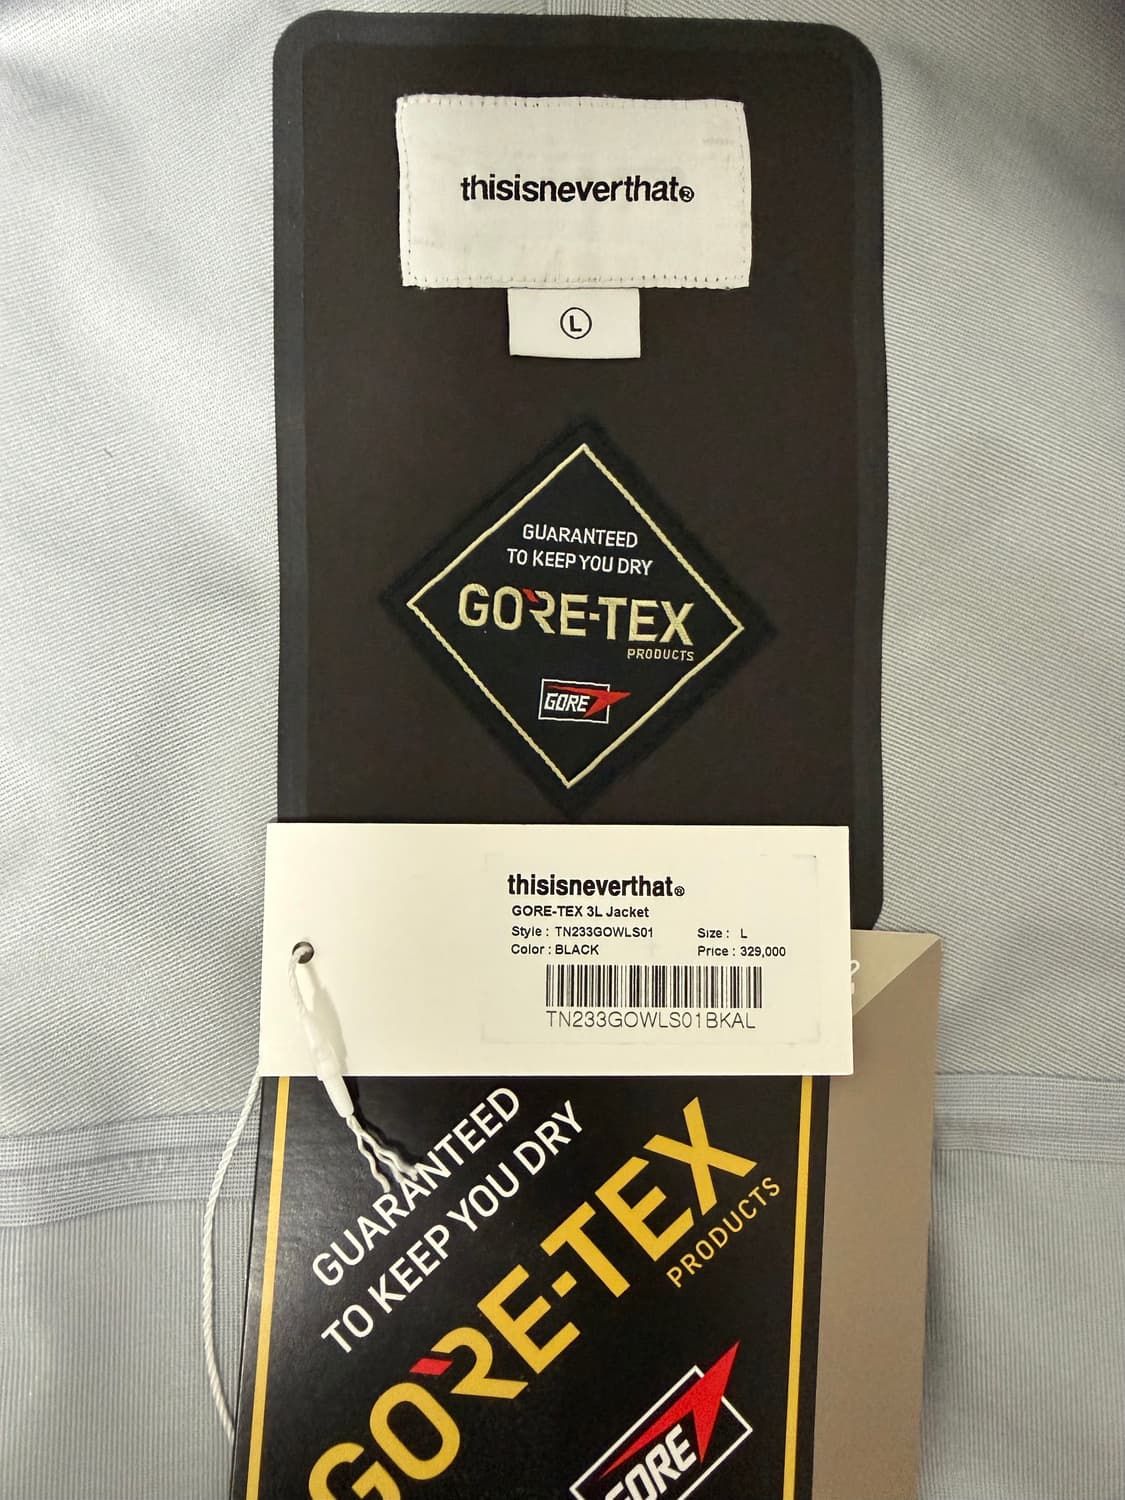 thisisneverthat®
L
GUARANTEED
TO KEEP YOU DRY
GORE-TEX
PRODUCTS
GORE
thisisneverthat®
GORE-TEX 3L Jacket
Style : TN233GOWLS01 Size : L
Color : BLACK Price : 329,000
TN233GOWLS01BKAL
GUARANTEED
TO KEEP YOU DRY
GORE-TEX
PRODUCTS
GORE